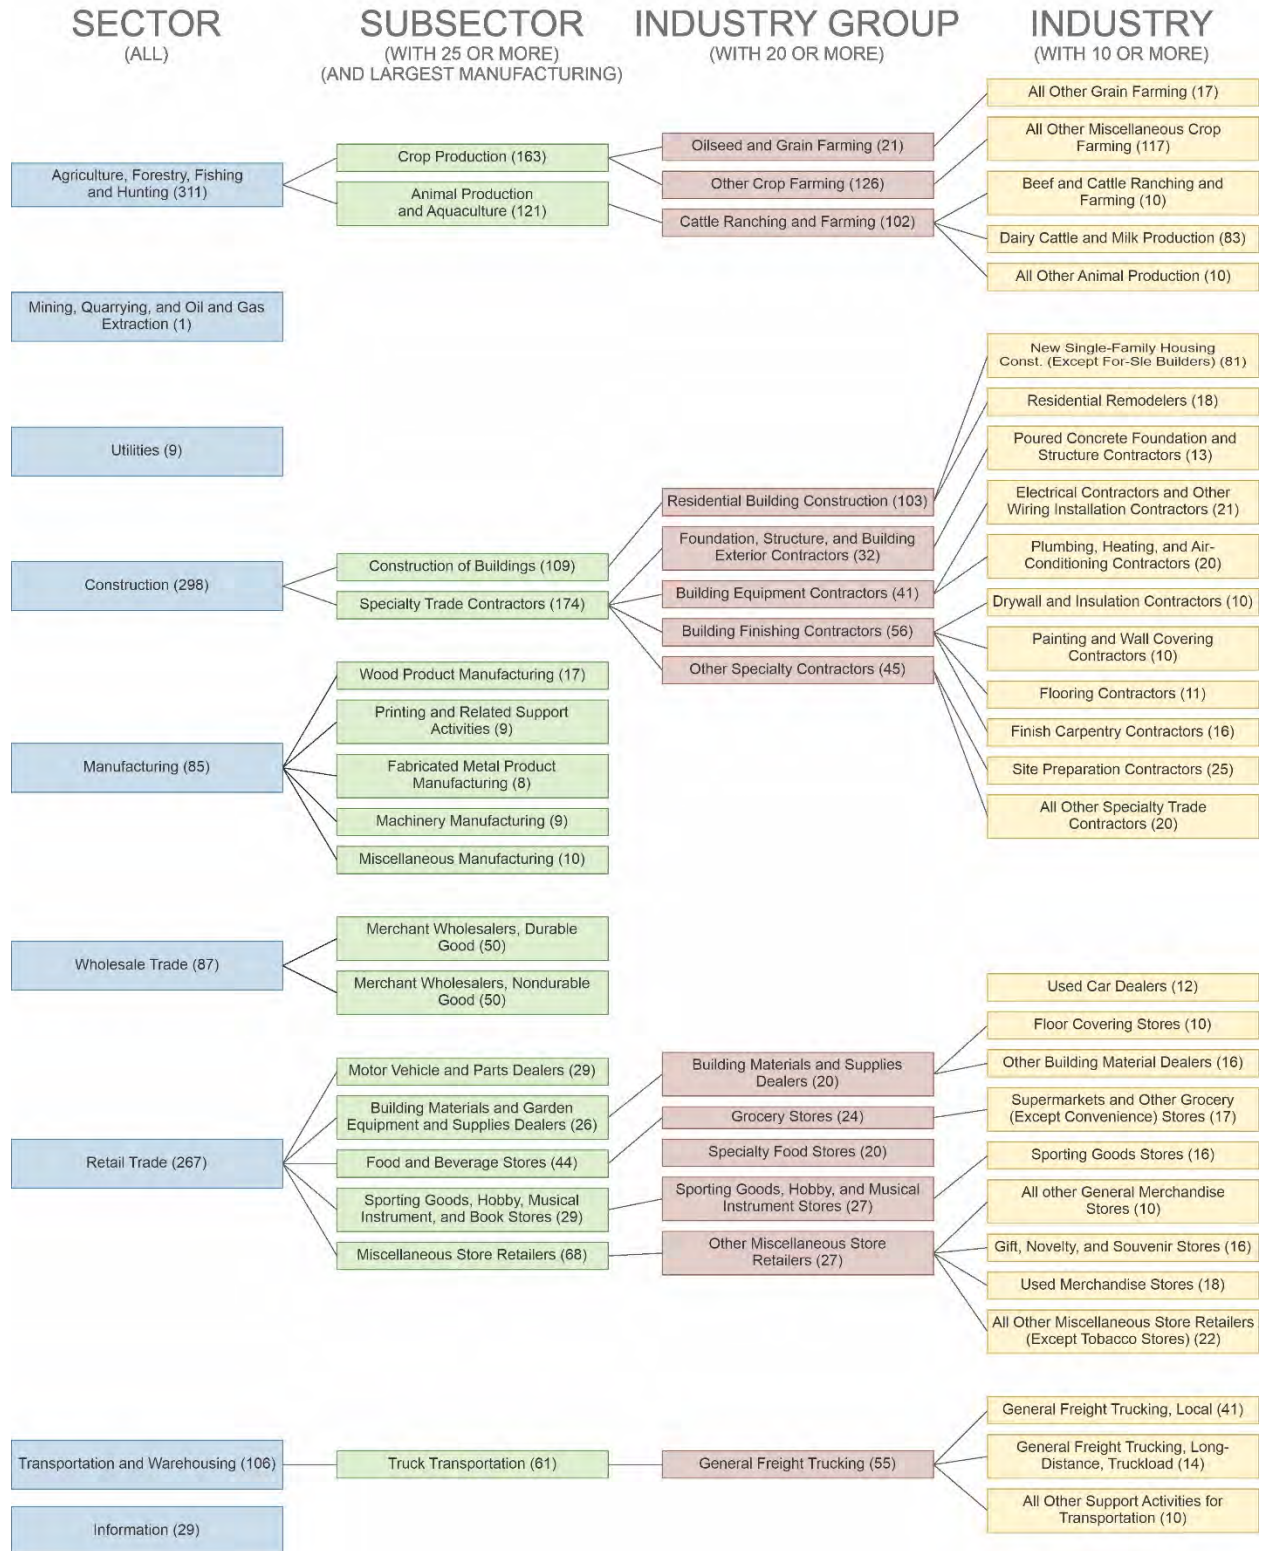 SECTOR
(ALL)
SUBSECTOR
(WITH 25 OR MORE)
(AND LARGEST MANUFACTURING)
INDUSTRY GROUP
(WITH 20 OR MORE)
INDUSTRY
(WITH 10 OR MORE)
Agriculture, Forestry, Fishing
and Hunting (311)
Mining, Quarrying, and Oil and Gas
Extraction (1)
Utilities (9)
Construction (298)
Manufacturing (85)
Wholesale Trade (87)
Retail Trade (267)
Transportation and Warehousing (106)
Information (29)
Crop Production (163)
Animal Production
and Aquaculture (121)
Construction of Buildings (109)
Specialty Trade Contractors (174)
Wood Product Manufacturing (17)
Printing and Related Support
Activities (9)
Fabricated Metal Product
Manufacturing (8)
Machinery Manufacturing (9)
Miscellaneous Manufacturing (10)
Merchant Wholesalers, Durable
Good (50)
Merchant Wholesalers, Nondurable
Good (50)
Motor Vehicle and Parts Dealers (29)
Building Materials and Garden
Equipment and Supplies Dealers (26)
Food and Beverage Stores (44)
Sporting Goods, Hobby, Musical
Instrument, and Book Stores (29)
Miscellaneous Store Retailers (68)
Truck Transportation (61)
Oilseed and Grain Farming (21)
Other Crop Farming (126)
Cattle Ranching and Farming (102)
Residential Building Construction (103)
Foundation, Structure, and Building
Exterior Contractors (32)
Building Equipment Contractors (41)
Building Finishing Contractors (56)
Other Specialty Contractors (45)
Building Materials and Supplies
Dealers (20)
Grocery Stores (24)
Specialty Food Stores (20)
Sporting Goods, Hobby, and Musical
Instrument Stores (27)
Other Miscellaneous Store
Retailers (27)
General Freight Trucking (55)
All Other Grain Farming (17)
All Other Miscellaneous Crop
Farming (117)
Beef and Cattle Ranching and
Farming (10)
Dairy Cattle and Milk Production (83)
All Other Animal Production (10)
New Single-Family Housing
Const. (Except For-Sle Builders) (81)
Residential Remodelers (18)
Poured Concrete Foundation and
Structure Contractors (13)
Electrical Contractors and Other
Wiring Installation Contractors (21)
Plumbing, Heating, and Air-
Conditioning Contractors (20)
Drywall and Insulation Contractors (10)
Painting and Wall Covering
Contractors (10)
Flooring Contractors (11)
Finish Carpentry Contractors (16)
Site Preparation Contractors (25)
All Other Specialty Trade
Contractors (20)
Used Car Dealers (12)
Floor Covering Stores (10)
Other Building Material Dealers (16)
Supermarkets and Other Grocery
(Except Convenience) Stores (17)
Sporting Goods Stores (16)
All other General Merchandise
Stores (10)
Gift, Novelty, and Souvenir Stores (16)
Used Merchandise Stores (18)
All Other Miscellaneous Store Retailers
(Except Tobacco Stores) (22)
General Freight Trucking, Local (41)
General Freight Trucking, Long-
Distance, Truckload (14)
All Other Support Activities for
Transportation (10)